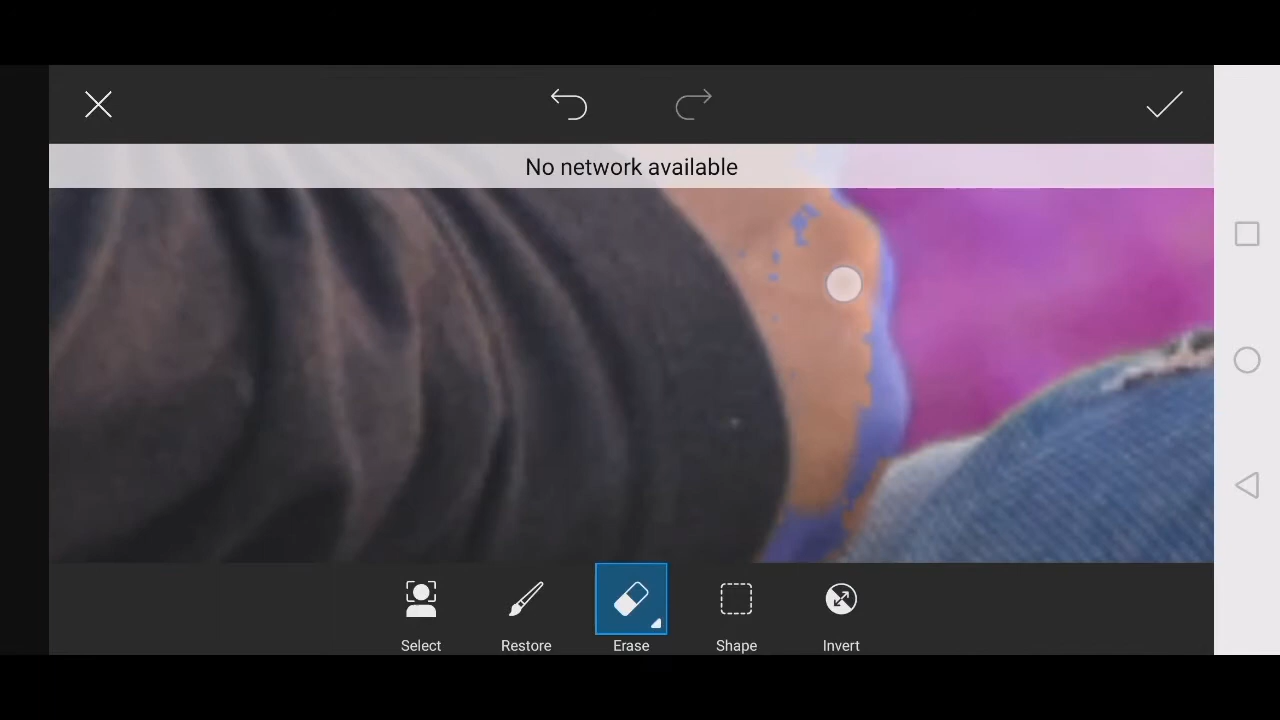 No network available
Select
Restore
Erase
Shape
Invert